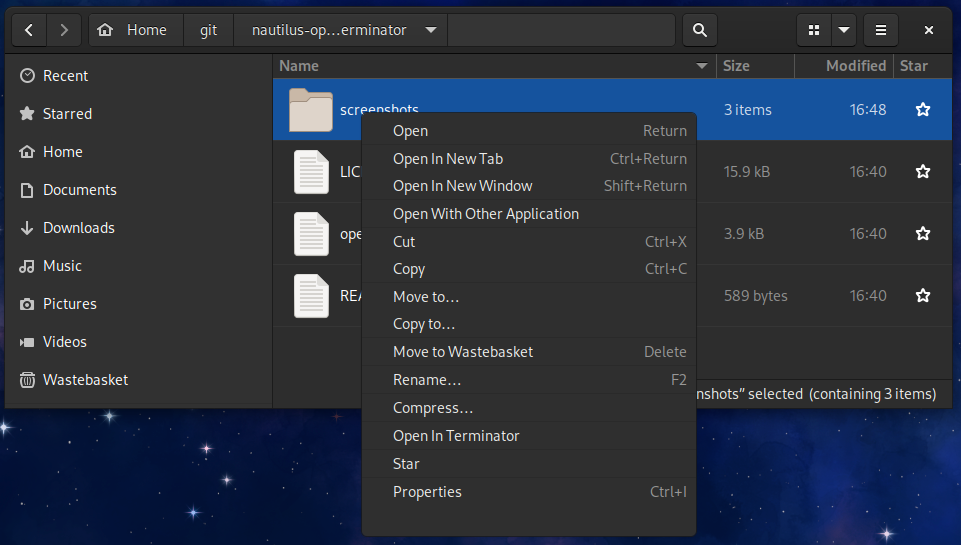 Home git nautilus-op…erminator
Name Size Modified Star
Recent
Starred
Home
Documents
Downloads
Music
Pictures
Videos
Wastebasket
screenshots 3 items 16:48
LIC 15.9 kB 16:40
ope 3.9 kB 16:40
REA 589 bytes 16:40
Open Return
Open In New Tab Ctrl+Return
Open In New Window Shift+Return
Open With Other Application
Cut Ctrl+X
Copy Ctrl+C
Move to…
Copy to…
Move to Wastebasket Delete
Rename… F2
Compress…
Open In Terminator
Star
Properties Ctrl+I
nshots” selected (containing 3 items)